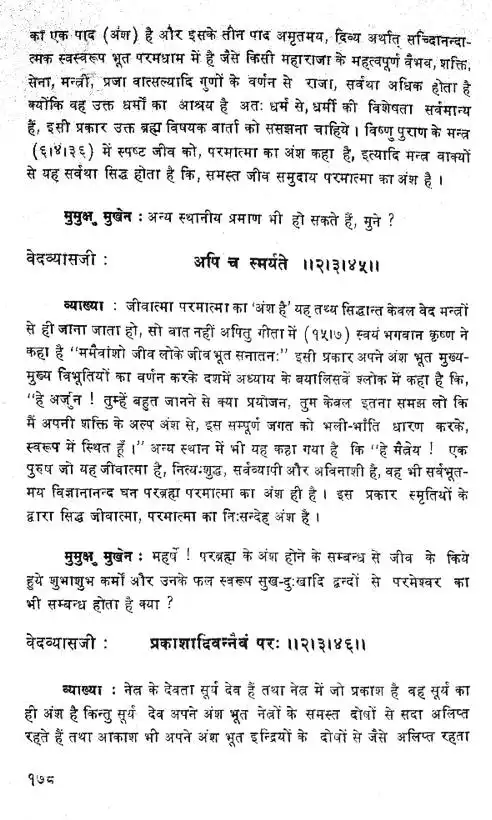 का एक पाद (अंश) है और इसके तीन पाद अमृतमय, दिव्य अर्थात् सच्चिदानन्दा-
त्मक स्वस्वरूप भूत परमधाम में है जैसे किसी महाराजा के महत्वपूर्ण वैभव, शक्ति,
सेना, मन्त्री, प्रजा वात्सल्यादि गुणों के वर्णन से राजा, सर्वथा अधिक होता है
क्योंकि वह उक्त धर्मों का आश्रय है अतः धर्म से, धर्मी की विशेषता सर्वमान्य
हैं, इसी प्रकार उक्त ब्रह्म विषयक वार्ता को ससझना चाहिये। विष्णु पुराण के मन्त्र
(६।४।३६) में स्पष्ट जीव को, परमात्मा का अंश कहा है, इत्यादि मन्त्र वाक्यों
से यह सर्वथा सिद्ध होता है कि, समस्त जीव समुदाय परमात्मा का अंश है ।
मुमुक्षु मुखेन : अन्य स्थानीय प्रमाण भी हो सकते हैं, मुने ?
वेदव्यासजी : अपि च स्मर्यते ।।२।३।४५।।
व्याख्या : जीवात्मा परमात्मा का 'अंश है' यह तथ्य सिद्धान्त केवल वेद मन्त्रों
से ही जाना जाता हो, सो बात नहीं अपितु गीता में (१५।७) स्वयं भगवान कृष्ण ने
कहा है "ममैवांशो जीव लोके जीव भूत सनातनः" इसी प्रकार अपने अंश भूत मुख्य-
मुख्य विभूतियों का वर्णन करके दशमें अध्याय के बयालिसवें श्लोक में कहा है कि,
"हे अर्जुन ! तुम्हें बहुत जानने से क्या प्रयोजन, तुम केवल इतना समझ लो कि
मैं अपनी शक्ति के अल्प अंश से, इस सम्पूर्ण जगत को भली-भाँति धारण करके,
स्वरूप में स्थित हूँ ।" अन्य स्थान में भी यह कहा गया है कि "हे मैत्रेय ! एक
पुरुष जो यह जीवात्मा है, नित्य-शुद्ध, सर्वव्यापी और अविनाशी है, वह भी सर्वभूत-
मय विज्ञानानन्द घन परब्रह्म परमात्मा का अंश ही है । इस प्रकार स्मृतियों के
द्वारा सिद्ध जीवात्मा, परमात्मा का निःसन्देह अंश है ।
मुमुक्षु मुखेन : महर्षे ! परब्रह्म के अंश होने के सम्बन्ध से जीव के किये
हुये शुभाशुभ कर्मों और उनके फल स्वरूप सुख-दुःखादि द्वन्दों से परमेश्वर का
भी सम्बन्ध होता है क्या ?
वेदव्यासजी : प्रकाशादिवन्नैवं परः ।।२।३।४६।।
व्याख्या : नेत्र के देवता सूर्य देव हैं तथा नेत्र में जो प्रकाश है वह सूर्य का
ही अंश है किन्तु सूर्य देव अपने अंश भूत नेत्रों के समस्त दोषों से सदा अलिप्त
रहते हैं तथा आकाश भी अपने अंश भूत इन्द्रियों के दोषों से जैसे अलिप्त रहता
१७८